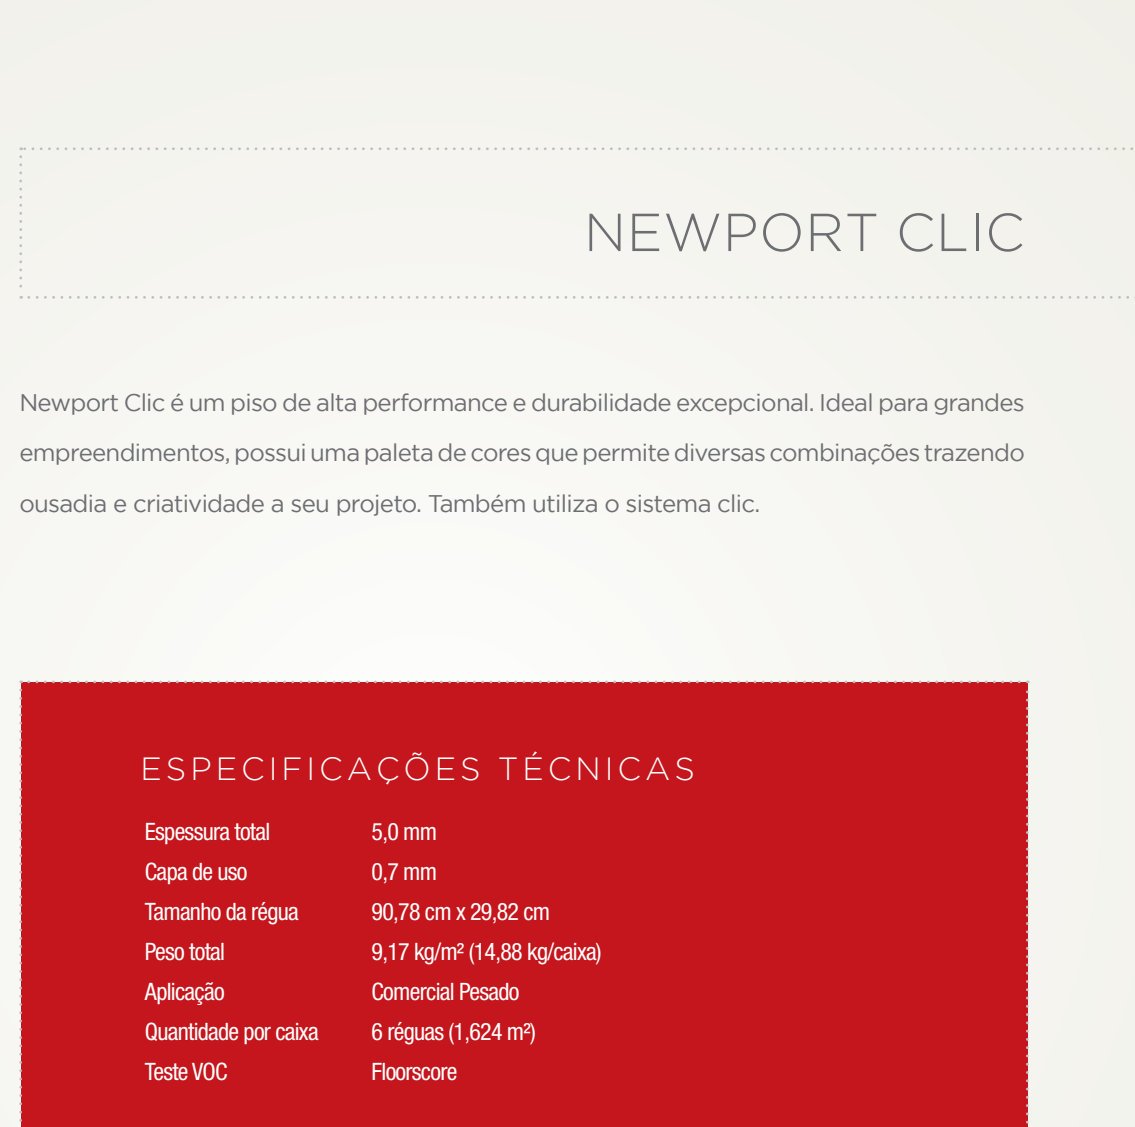 NEWPORT CLIC
Newport Clic é um piso de alta performance e durabilidade excepcional. Ideal para grandes
empreendimentos, possui uma paleta de cores que permite diversas combinações trazendo
ousadia e criatividade a seu projeto. Também utiliza o sistema clic.
ESPECIFICAÇÕES TÉCNICAS
Espessura total 5,0 mm
Capa de uso 0,7 mm
Tamanho da régua 90,78 cm x 29,82 cm
Peso total 9,17 kg/m² (14,88 kg/caixa)
Aplicação Comercial Pesado
Quantidade por caixa 6 réguas (1,624 m²)
Teste VOC Floorscore